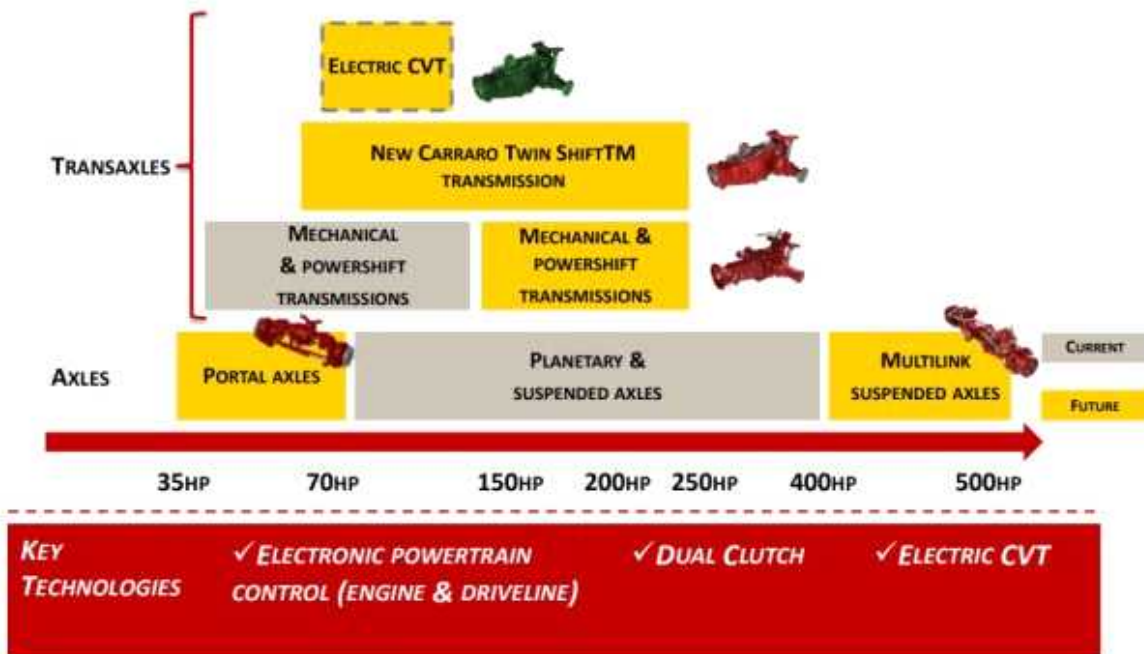 ELECTRIC CVT
NEW CARRARO TWIN SHIFTTM
TRANSMISSION
TRANSAXLES
MECHANICAL
& POWERSHIFT
TRANSMISSIONS
MECHANICAL &
POWERSHIFT
TRANSMISSIONS
AXLES
PORTAL AXLES
PLANETARY &
SUSPENDED AXLES
MULTILINK
SUSPENDED AXLES
CURRENT
FUTURE
35HP 70HP 150HP 200HP 250HP 400HP 500HP
KEY
TECHNOLOGIES
✓ELECTRONIC POWERTRAIN
CONTROL (ENGINE & DRIVELINE)
✓DUAL CLUTCH
✓ELECTRIC CVT